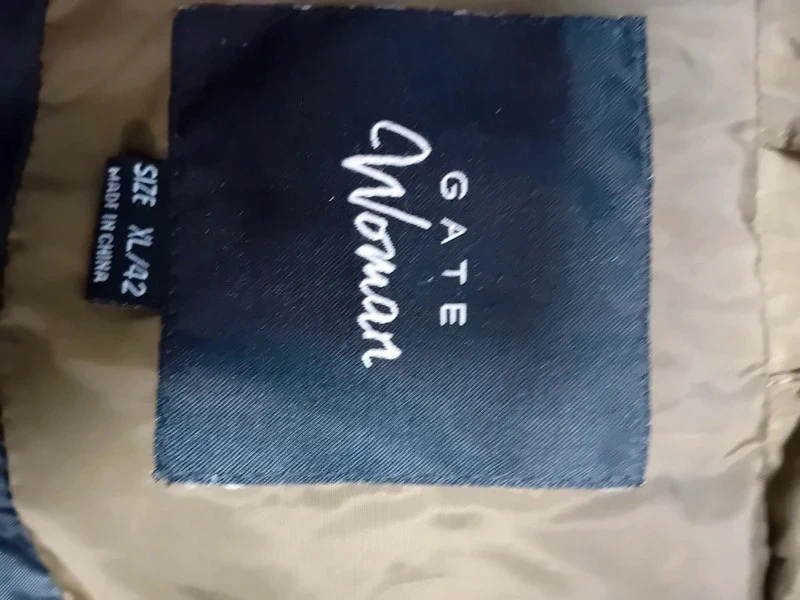 GATE
Woman
SIZE XL/42
MADE IN CHINA